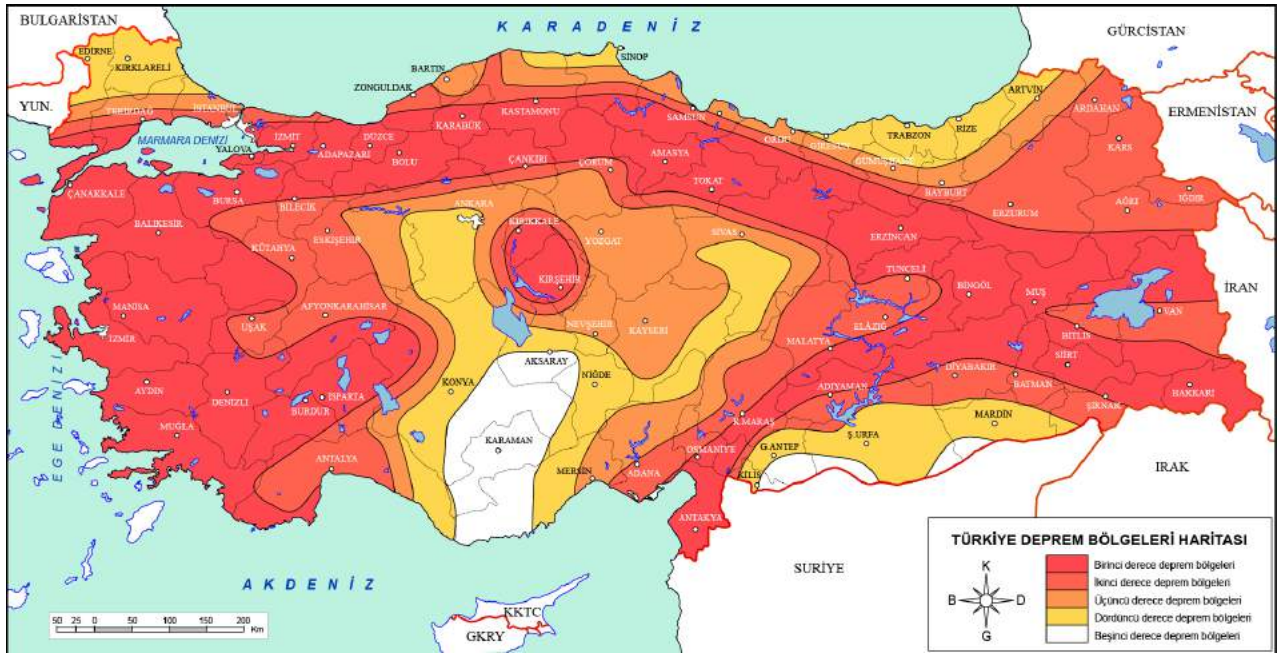 BULGARİSTAN
KARADENİZ
GÜRCİSTAN
EDİRNE
KIRKLARELİ
SİNOP
BARTIN
ZONGULDAK
YUN.
TEKİRDAĞ
İSTANBUL
KASTAMONU
KARABÜK
SAMSUN
ARTVİN
ARDAHAN
ERMENİSTAN
MARMARA DENİZİ
YALOVA
İZMİT
ADAPAZARI
DÜZCE
BOLU
ORDU
GİRESUN
TRABZON
RİZE
KARS
ÇANKIRI
ÇORUM
AMASYA
TOKAT
GÜMÜŞHANE
BAYBURT
ÇANAKKALE
BURSA
BİLECİK
BALIKESİR
ESKİŞEHİR
KÜTAHYA
ANKARA
KIRIKKALE
YOZGAT
SİVAS
ERZİNCAN
ERZURUM
AĞRI
IĞDIR
KIRŞEHİR
TUNCELİ
BİNGÖL
MUŞ
İRAN
MANİSA
İZMİR
UŞAK
AFYONKARAHİSAR
NEVŞEHİR
KAYSERİ
MALATYA
ELÂZIĞ
BİTLİS
VAN
AKSARAY
SİİRT
EGE DENİZİ
AYDIN
DENİZLİ
BURDUR
ISPARTA
KONYA
NİĞDE
ADIYAMAN
DİYABAKIR
BATMAN
HAKKARİ
ŞIRNAK
MUĞLA
K.MARAŞ
MARDİN
KARAMAN
ANTALYA
MERSİN
ADANA
OSMANİYE
G.ANTEP
Ş.URFA
KİLİS
IRAK
ANTAKYA
SURİYE
AKDENİZ
KKTC
GKRY
50 25 0 50 100 150 200
Km
TÜRKİYE DEPREM BÖLGELERİ HARİTASI
K
B D
G
Birinci derece deprem bölgeleri
İkinci derece deprem bölgeleri
Üçüncü derece deprem bölgeleri
Dördüncü derece deprem bölgeleri
Beşinci derece deprem bölgeleri